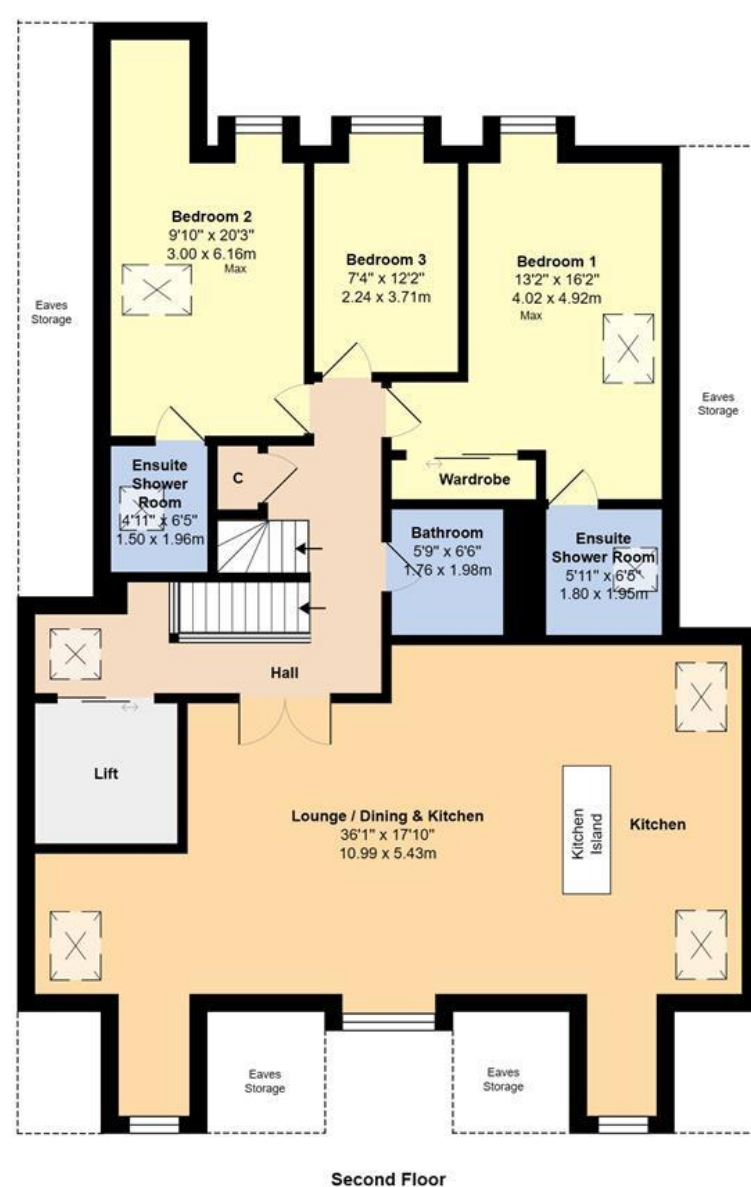 Bedroom 2
9'10" x 20'3"
3.00 x 6.16m
Max
Bedroom 3
7'4" x 12'2"
2.24 x 3.71m
Bedroom 1
13'2" x 16'2"
4.02 x 4.92m
Max
Eaves
Storage
Eaves
Storage
Ensuite
Shower
Room
4'11" x 6'5"
1.50 x 1.96m
C
Wardrobe
Bathroom
5'9" x 6'6"
1.76 x 1.98m
Ensuite
Shower Room
5'11" x 6'5"
1.80 x 1.95m
Hall
Lift
Lounge / Dining & Kitchen
36'1" x 17'10"
10.99 x 5.43m
Kitchen
Island
Kitchen
Eaves
Storage
Eaves
Storage
Second Floor